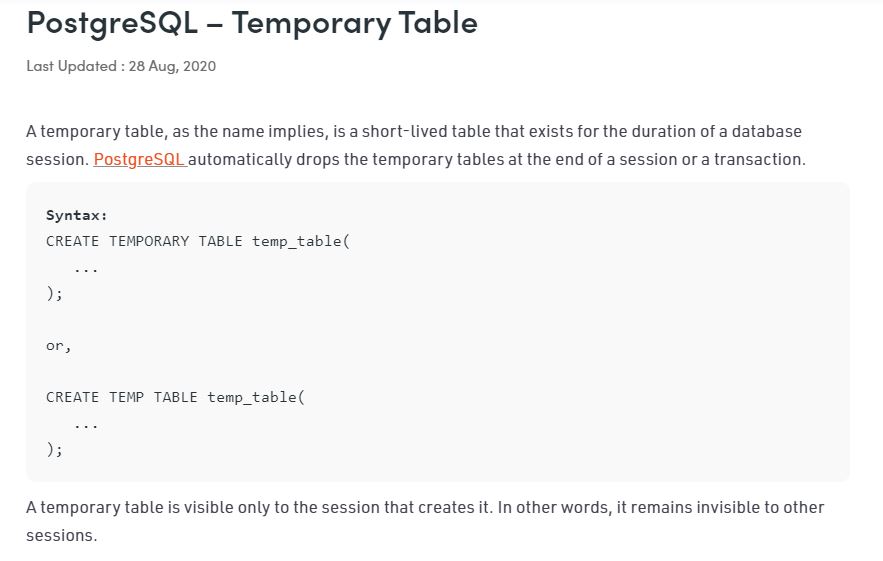 PostgreSQL – Temporary Table
Last Updated : 28 Aug, 2020
A temporary table, as the name implies, is a short-lived table that exists for the duration of a database
session. PostgreSQL automatically drops the temporary tables at the end of a session or a transaction.
Syntax:
CREATE TEMPORARY TABLE temp_table(
   ...
);
or,
CREATE TEMP TABLE temp_table(
   ...
);
A temporary table is visible only to the session that creates it. In other words, it remains invisible to other
sessions.